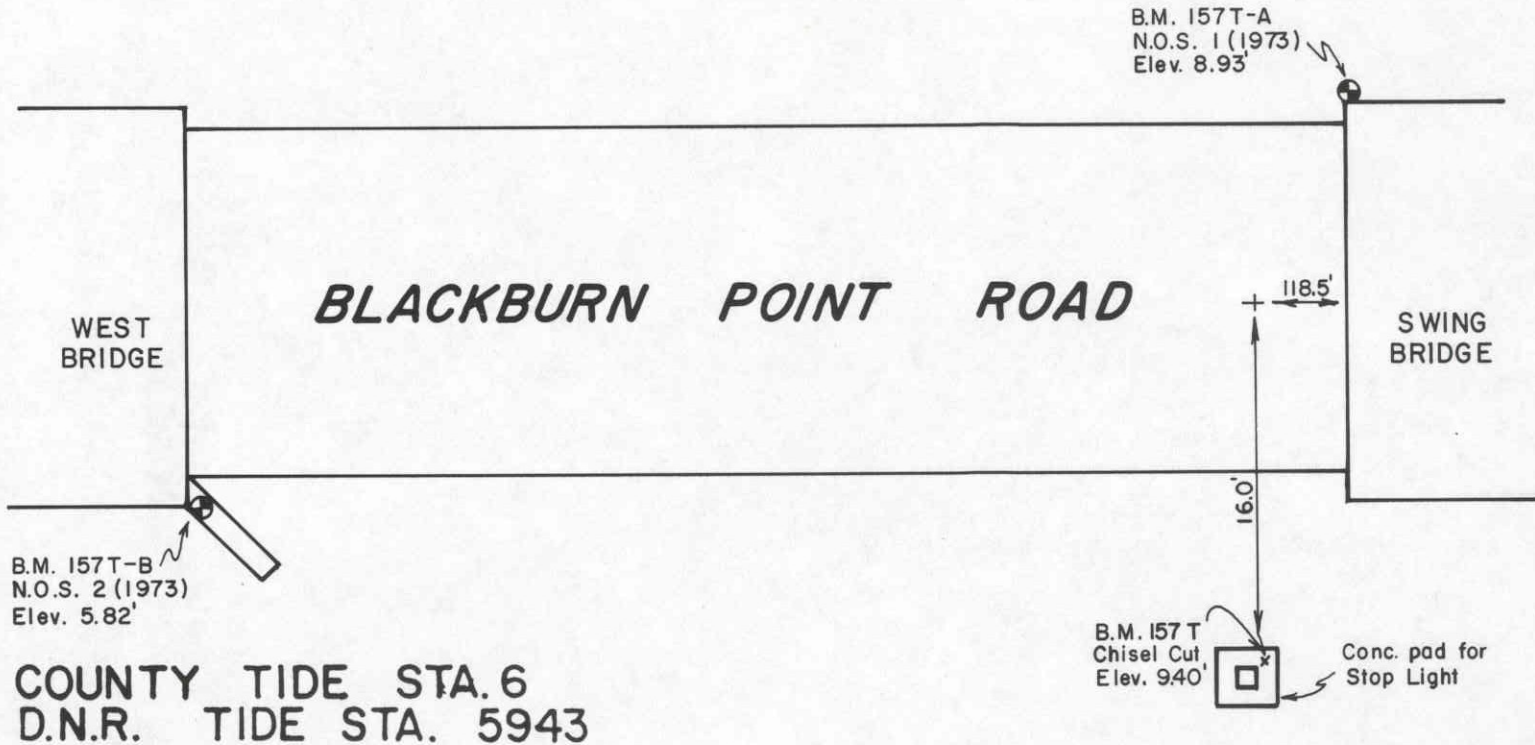 B.M. 157T-A
N.O.S. 1 (1973)
Elev. 8.93'
BLACKBURN POINT ROAD
118.5'
WEST
BRIDGE
SWING
BRIDGE
16.0'
B.M. 157T-B
N.O.S. 2 (1973)
Elev. 5.82'
B.M. 157 T
Chisel Cut
Elev. 9.40'
Conc. pad for
Stop Light
COUNTY TIDE STA. 6
D.N.R. TIDE STA. 5943